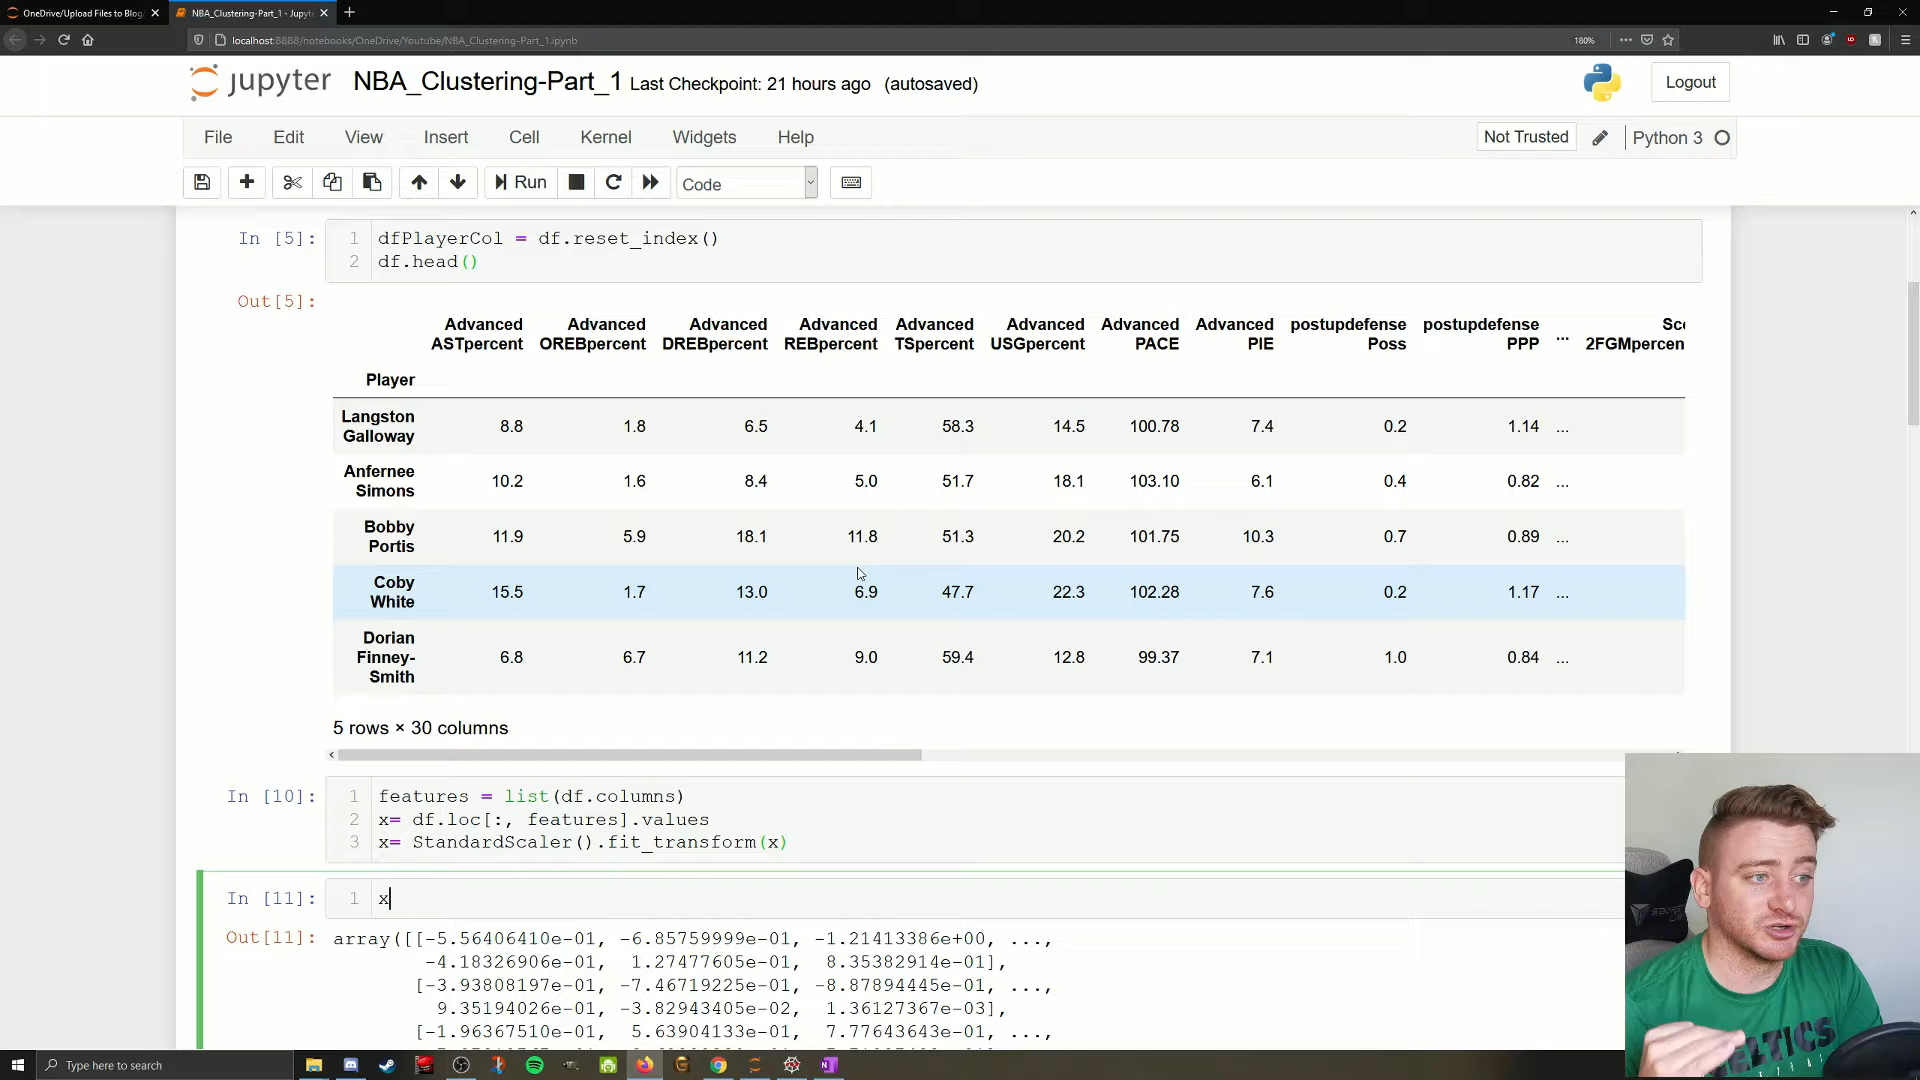 OneDrive/Upload Files to Blog
NBA_Clustering-Part_1 - Jupyte
localhost:8888/notebooks/OneDrive/Youtube/NBA_Clustering-Part_1.ipynb
180%
jupyter NBA_Clustering-Part_1 Last Checkpoint: 21 hours ago (autosaved)
Logout
File Edit View Insert Cell Kernel Widgets Help
Not Trusted
Python 3
Run
Code
In [5]:
1 dfPlayerCol = df.reset_index()
2 df.head()
Out[5]:
Advanced Advanced Advanced Advanced Advanced Advanced Advanced Advanced postupdefense postupdefense ... Sco
ASTpercent OREBpercent DREBpercent REBpercent TSpercent USGpercent PACE PIE Poss PPP 2FGMpercen
Player
Langston
Galloway 8.8 1.8 6.5 4.1 58.3 14.5 100.78 7.4 0.2 1.14 ...
Anfernee
Simons 10.2 1.6 8.4 5.0 51.7 18.1 103.10 6.1 0.4 0.82 ...
Bobby
Portis 11.9 5.9 18.1 11.8 51.3 20.2 101.75 10.3 0.7 0.89 ...
Coby
White 15.5 1.7 13.0 6.9 47.7 22.3 102.28 7.6 0.2 1.17 ...
Dorian
Finney- 6.8 6.7 11.2 9.0 59.4 12.8 99.37 7.1 1.0 0.84 ...
Smith
5 rows × 30 columns
In [10]:
1 features = list(df.columns)
2 x= df.loc[:, features].values
3 x= StandardScaler().fit_transform(x)
In [11]:
1 x
Out[11]: array([[-5.56406410e-01, -6.85759999e-01, -1.21413386e+00, ...,
-4.18326906e-01, 1.27477605e-01, 8.35382914e-01],
[-3.93808197e-01, -7.46719225e-01, -8.87894445e-01, ...,
9.35194026e-01, -3.82943405e-02, 1.36127367e-03],
[-1.96367510e-01, 5.63904133e-01, 7.77643643e-01, ...,
Type here to search